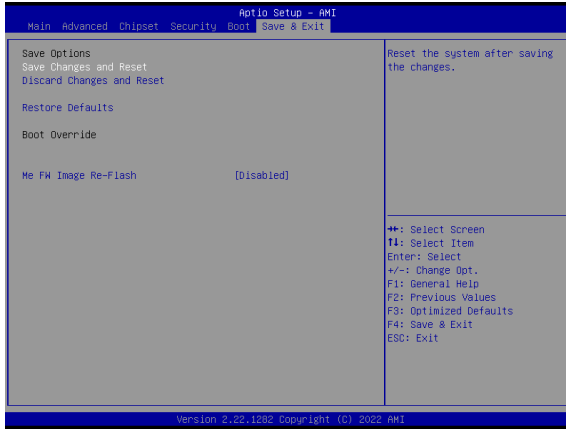 Aptio Setup - AMI
Main Advanced Chipset Security Boot Save & Exit
Save Options
Save Changes and Reset
Discard Changes and Reset
Restore Defaults
Boot Override
Me FW Image Re-Flash [Disabled]
Reset the system after saving
the changes.
→←: Select Screen
↑↓: Select Item
Enter: Select
+/-: Change Opt.
F1: General Help
F2: Previous Values
F3: Optimized Defaults
F4: Save & Exit
ESC: Exit
Version 2.22.1282 Copyright (C) 2022 AMI